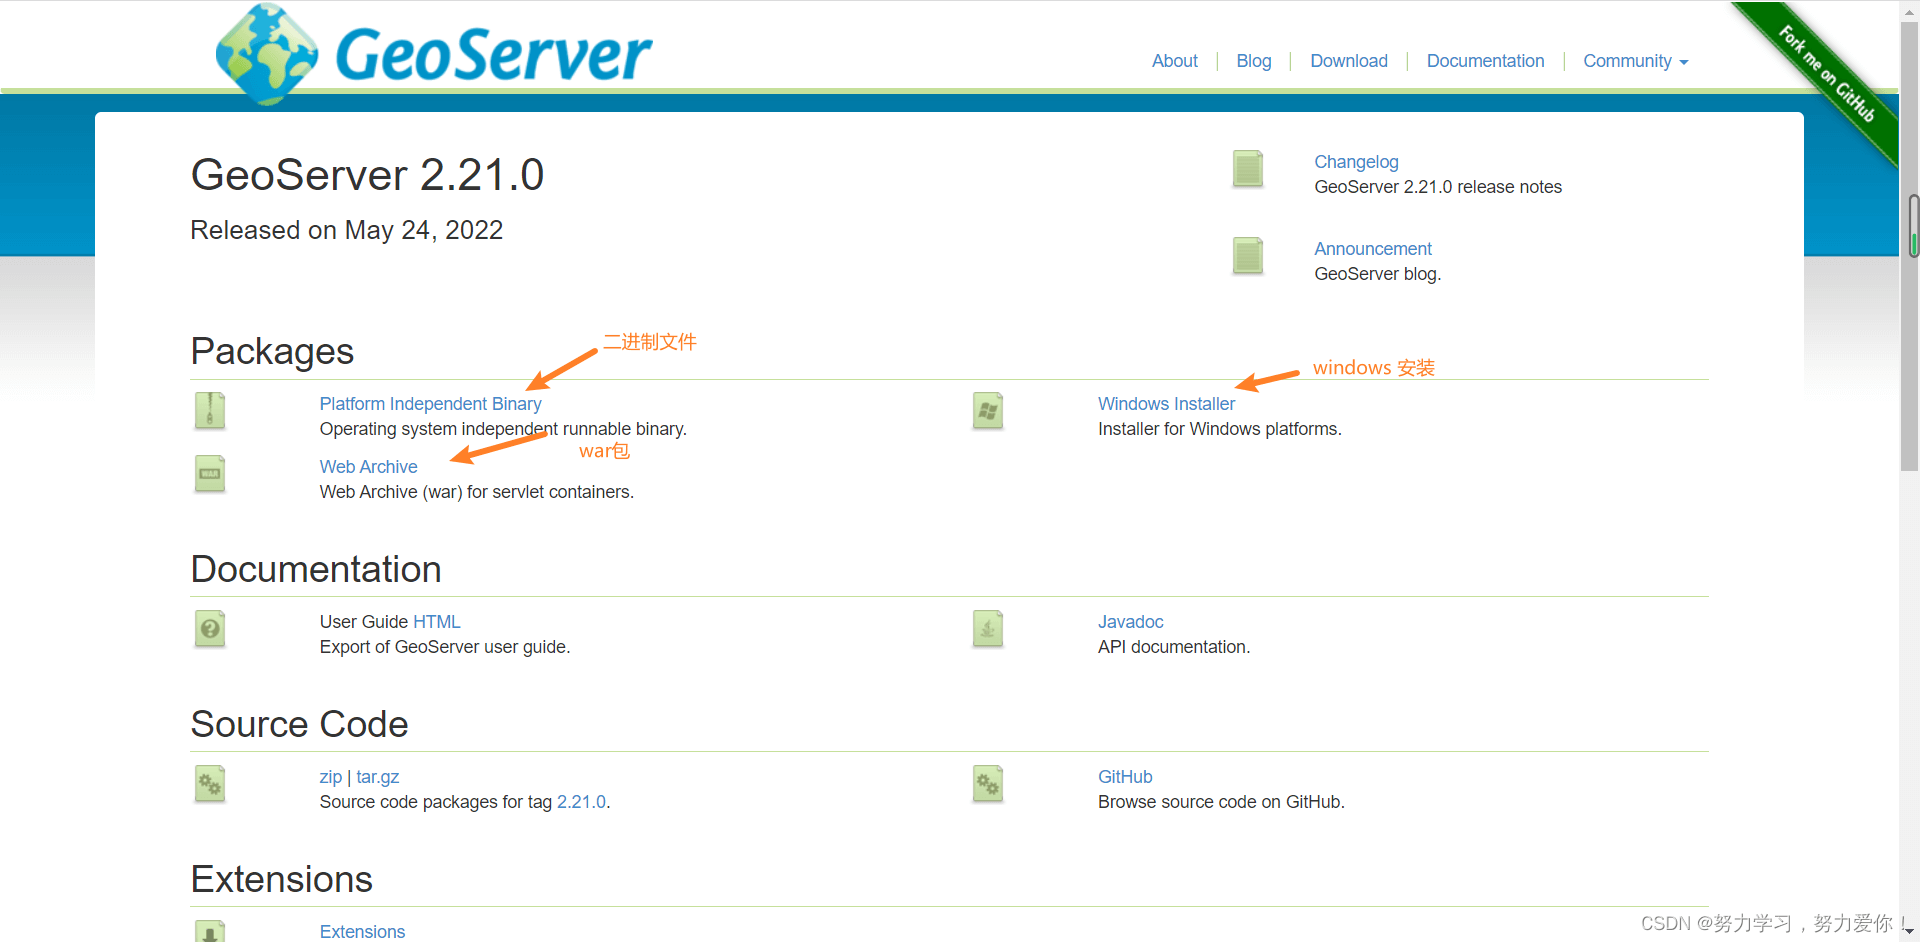 GeoServer
About
Blog
Download
Documentation
Community
Fork me on GitHub
GeoServer 2.21.0
Released on May 24, 2022
Changelog
GeoServer 2.21.0 release notes
Announcement
GeoServer blog.
Packages
二进制文件
windows 安装
Platform Independent Binary
Operating system independent runnable binary.
Windows Installer
Installer for Windows platforms.
war包
WAR
Web Archive
Web Archive (war) for servlet containers.
Documentation
User Guide HTML
Export of GeoServer user guide.
Javadoc
API documentation.
Source Code
zip | tar.gz
Source code packages for tag 2.21.0.
GitHub
Browse source code on GitHub.
Extensions
Extensions
CSDN @努力学习，努力爱你！